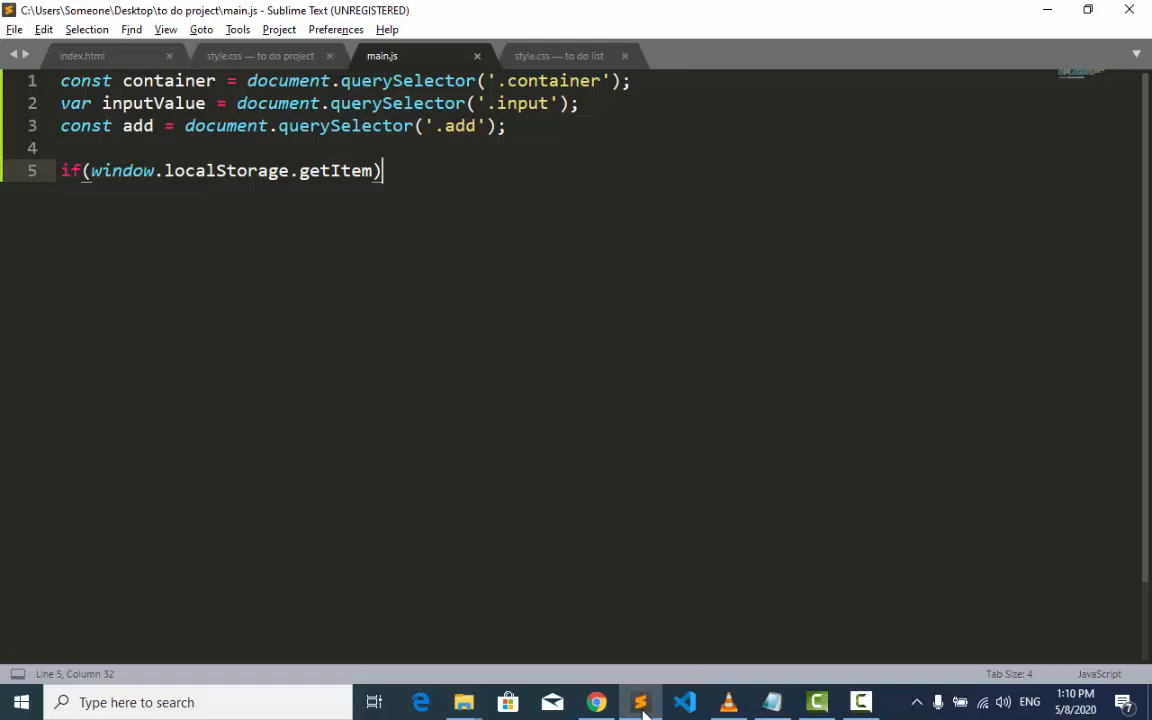 C:\Users\Someone\Desktop\to do project\main.js - Sublime Text (UNREGISTERED)
File Edit Selection Find View Goto Tools Project Preferences Help
index.html style.css — to do project main.js style.css — to do list
1 const container = document.querySelector('.container');
2 var inputValue = document.querySelector('.input');
3 const add = document.querySelector('.add');
4
5 if(window.localStorage.getItem)
Line 5, Column 32 Tab Size: 4 JavaScript
Type here to search ENG 1:10 PM 5/8/2020 7